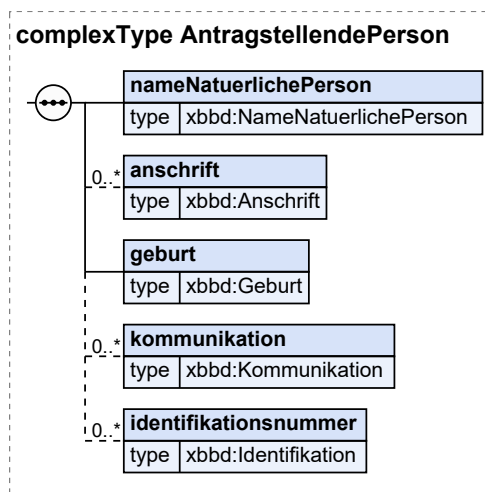 complexType AntragstellendePerson
nameNatuerlichePerson
type xbbd:NameNatuerlichePerson
0..* anschrift
type xbbd:Anschrift
geburt
type xbbd:Geburt
0..* kommunikation
type xbbd:Kommunikation
0..* identifikationsnummer
type xbbd:Identifikation